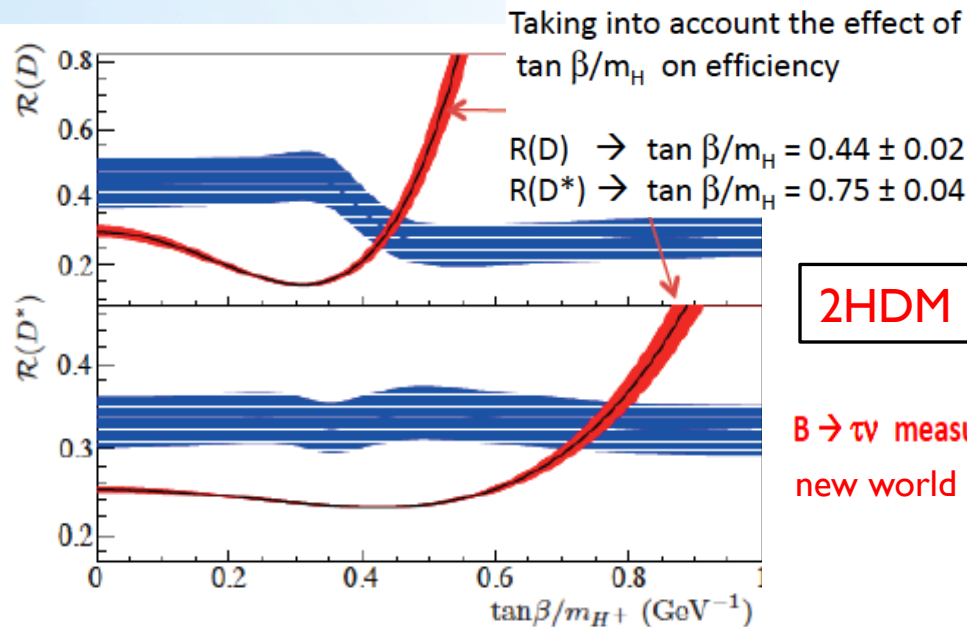 Taking into account the effect of
tan β/m_H on efficiency
R(D) → tan β/m_H = 0.44 ± 0.02
R(D*) → tan β/m_H = 0.75 ± 0.04
R(D)
0.8
0.6
0.4
0.2
R(D*)
0.4
0.3
0.2
0 0.2 0.4 0.6 0.8 1
tanβ/m_H+ (GeV⁻¹)
2HDM
B → τν measu
new world